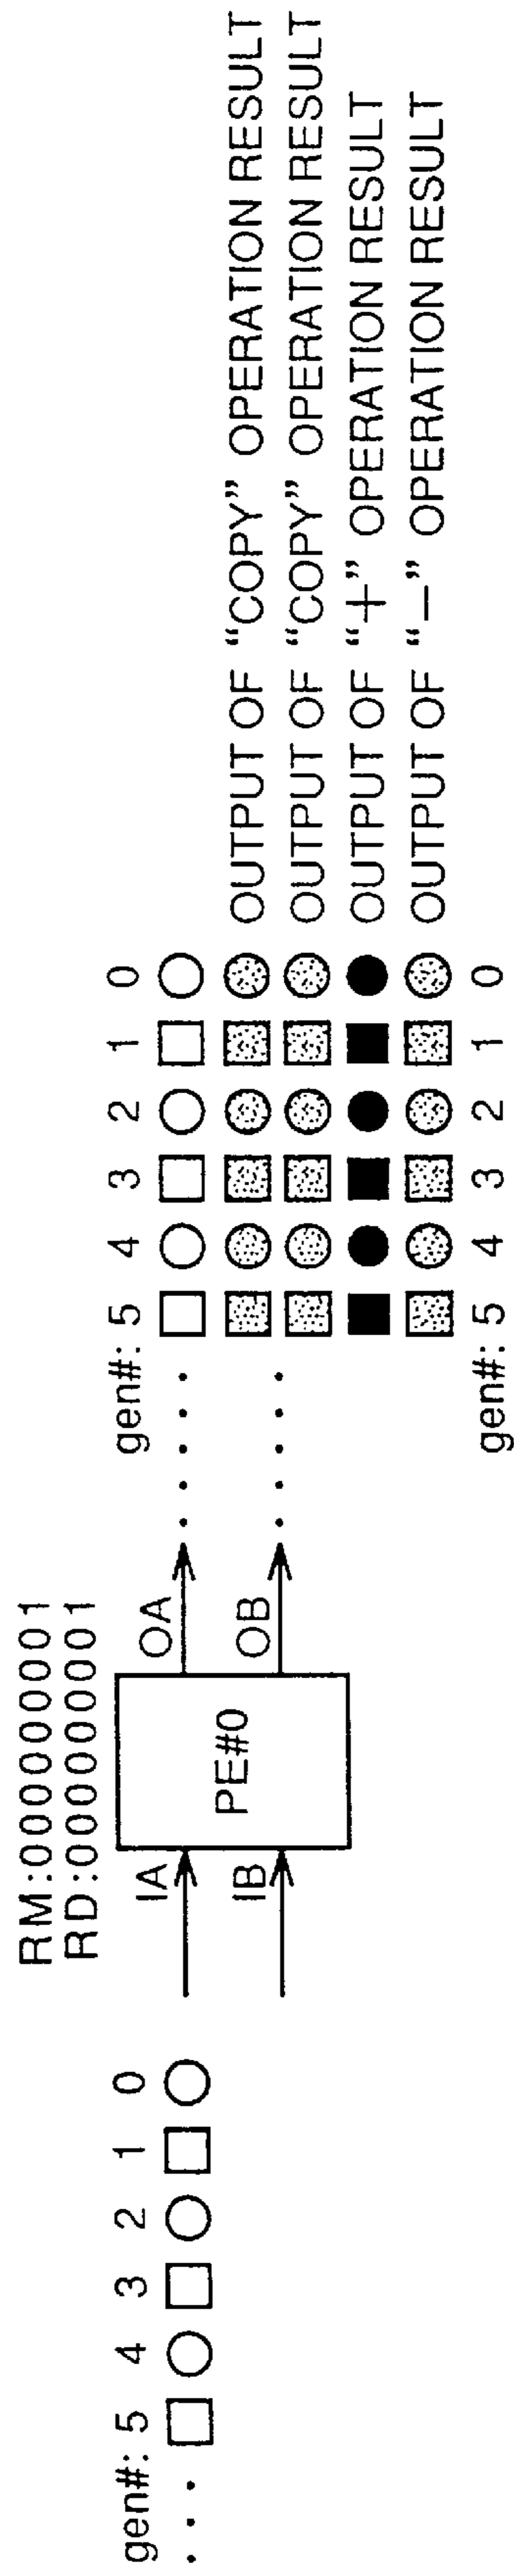 RM:000000001
RD:000000001
gen#: 5 4 3 2 1 0
IA
OA
PE#0
IB
OB
gen#: 5 4 3 2 1 0
OUTPUT OF “COPY” OPERATION RESULT
OUTPUT OF “COPY” OPERATION RESULT
OUTPUT OF “+” OPERATION RESULT
OUTPUT OF “—” OPERATION RESULT
gen#: 5 4 3 2 1 0